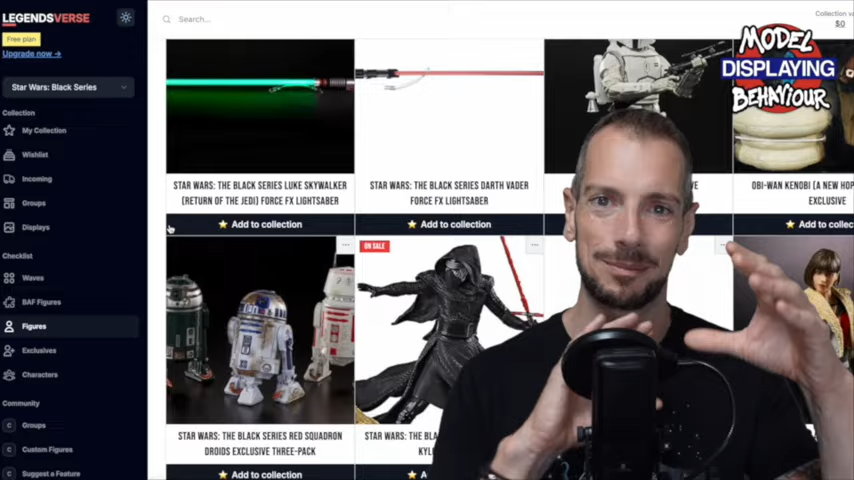 LEGENDSVERSE
Free plan
Upgrade now →
Star Wars: Black Series
Collection
My Collection
Wishlist
Incoming
Groups
Displays
Checklist
Waves
BAF Figures
Figures
Exclusives
Characters
Community
Groups
Custom Figures
Suggest a Feature
Search...
Collection
$0
MODEL
DISPLAYING
BEHAVIOUR
STAR WARS: THE BLACK SERIES LUKE SKYWALKER
(RETURN OF THE JEDI) FORCE FX LIGHTSABER
Add to collection
STAR WARS: THE BLACK SERIES DARTH VADER
FORCE FX LIGHTSABER
Add to collection
OBI-WAN KENOBI (A NEW HOP
EXCLUSIVE
Add to colle
ON SALE
STAR WARS: THE BLACK SERIES RED SQUADRON
DROIDS EXCLUSIVE THREE-PACK
Add to collection
STAR WARS: THE BLA
KYL
A